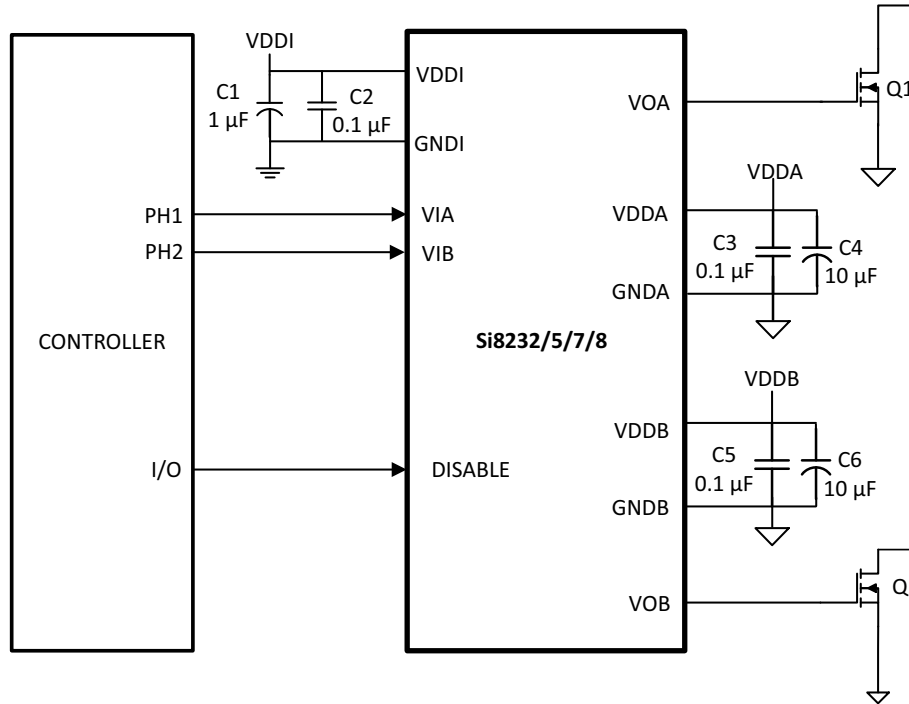 VDDI
C1
1 µF
C2
0.1 µF
VDDI
GNDI
PH1
PH2
VIA
VIB
CONTROLLER
I/O
DISABLE
Si8232/5/7/8
VOA
Q1
VDDA
VDDA
C3
0.1 µF
C4
10 µF
GNDA
VDDB
VDDB
C5
0.1 µF
C6
10 µF
GNDB
VOB
Q